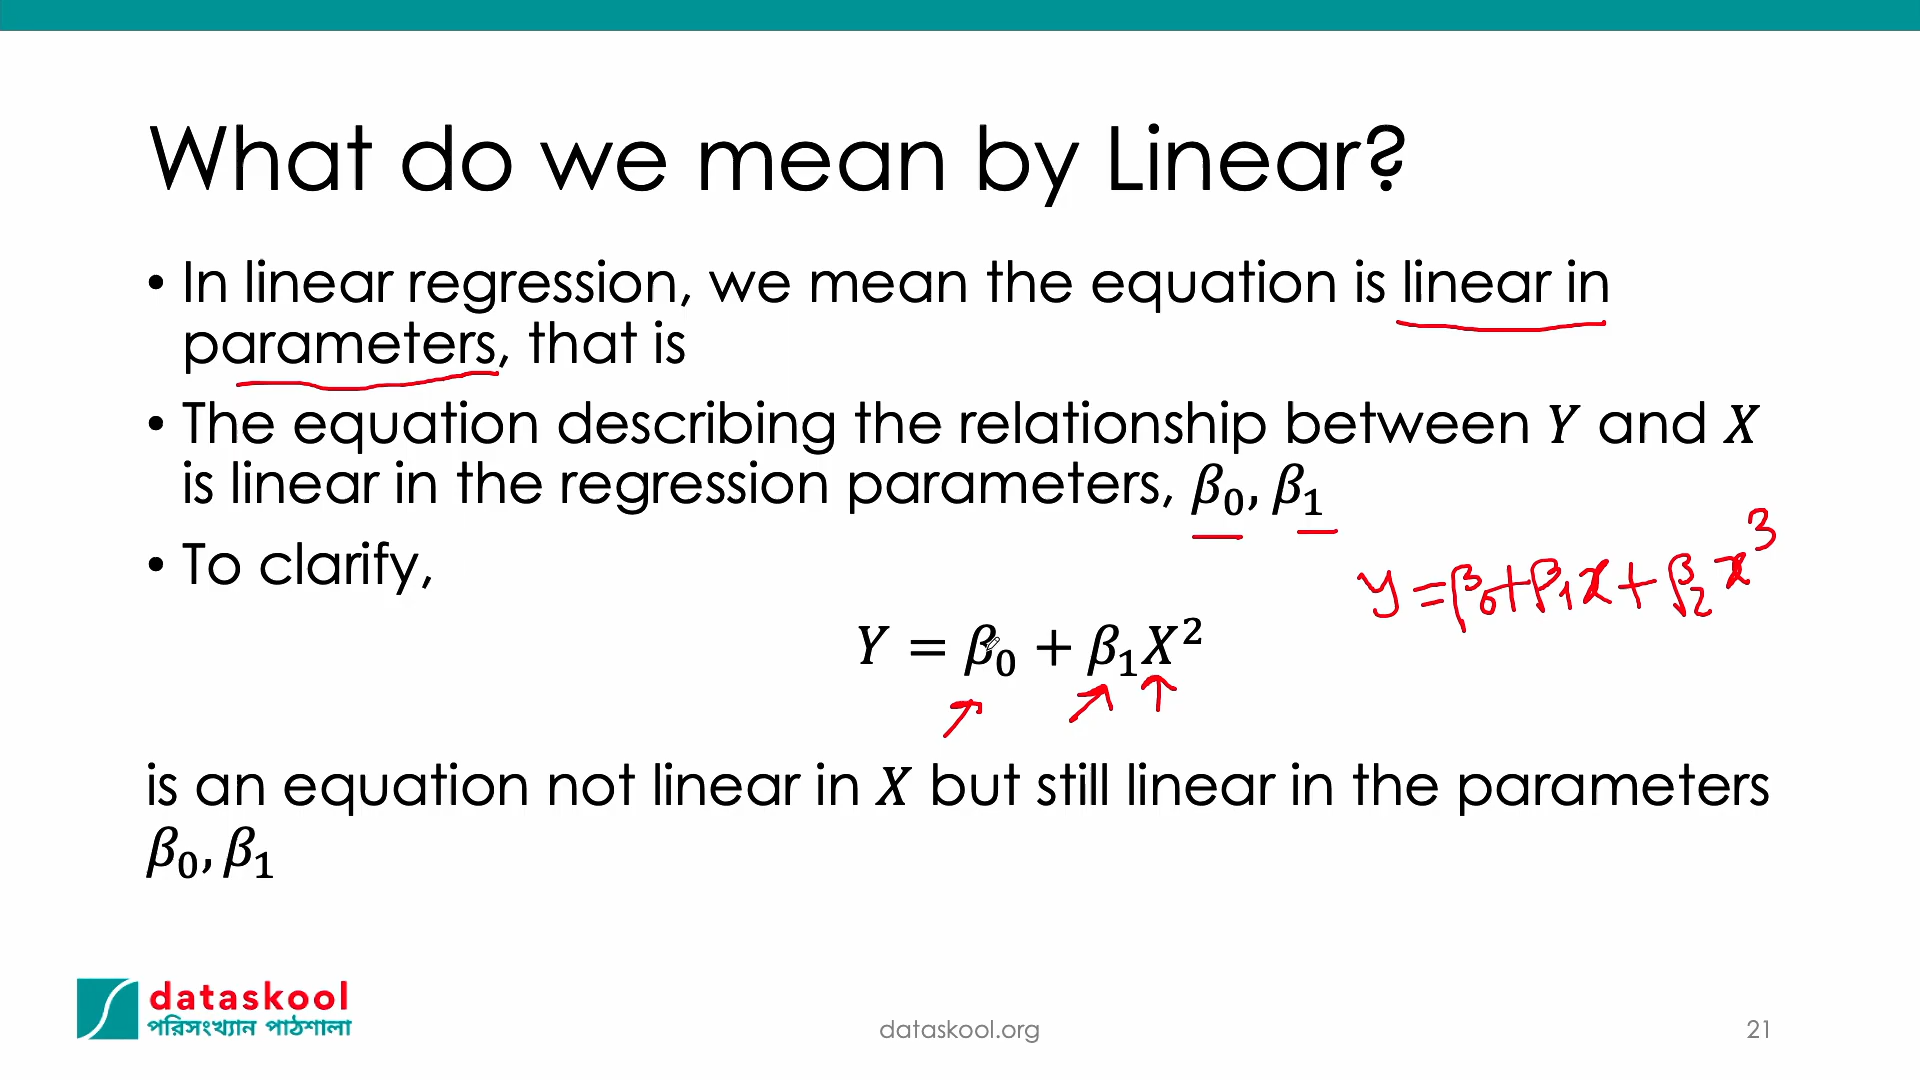 What do we mean by Linear?
• In linear regression, we mean the equation is linear in
parameters, that is
• The equation describing the relationship between Y and X
is linear in the regression parameters, β₀, β₁
• To clarify,
y = β₀ + β₁x + β₂x³
Y = β₀ + β₁X²
is an equation not linear in X but still linear in the parameters
β₀, β₁
dataskool
পরিসংখ্যান পাঠশালা
dataskool.org
21